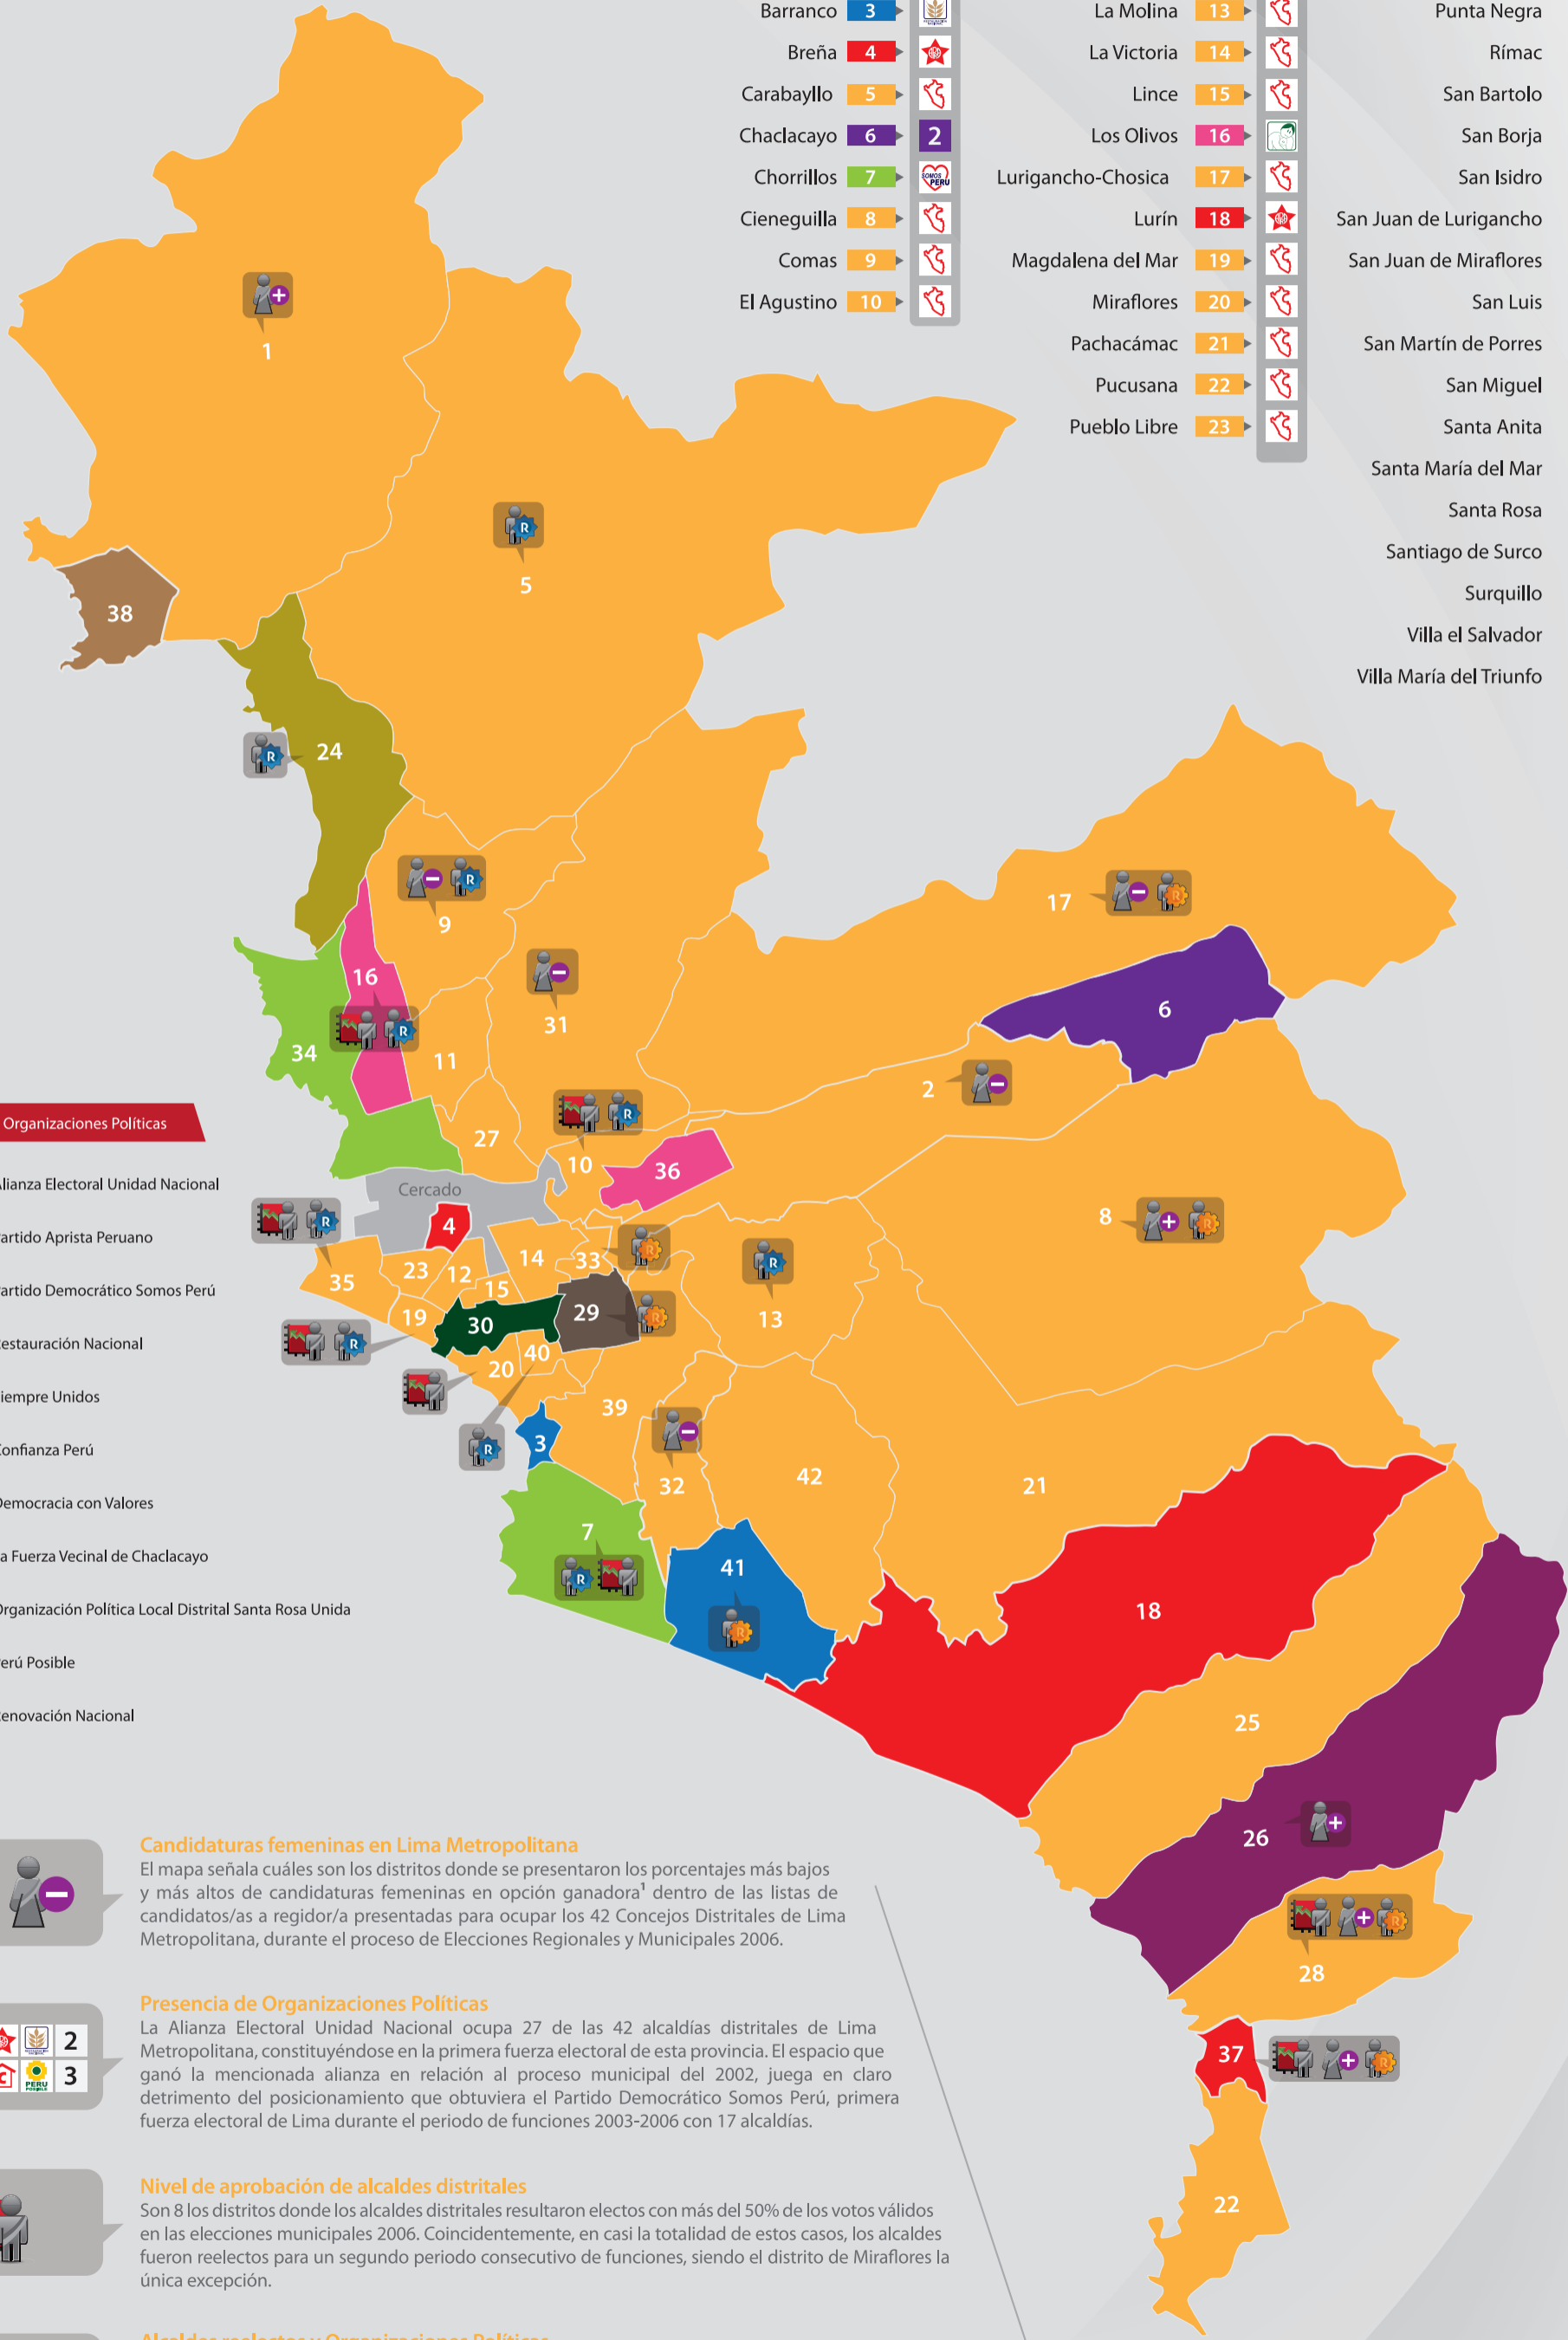 Barranco 3
Breña 4
Carabayllo 5
Chaclacayo 6 2
Chorrillos 7 SOMOS PERU
Cieneguilla 8
Comas 9
El Agustino 10
La Molina 13
La Victoria 14
Lince 15
Los Olivos 16
Lurigancho-Chosica 17
Lurín 18
Magdalena del Mar 19
Miraflores 20
Pachacámac 21
Pucusana 22
Pueblo Libre 23
Punta Negra
Rímac
San Bartolo
San Borja
San Isidro
San Juan de Lurigancho
San Juan de Miraflores
San Luis
San Martín de Porres
San Miguel
Santa Anita
Santa María del Mar
Santa Rosa
Santiago de Surco
Surquillo
Villa el Salvador
Villa María del Triunfo
1
R
5
38
24
R
R
9
17
R
16
R
31
6
34
11
2
R
27
10
36
Cercado
R
4
8
R
35
23
12
15
14
33
R
R
13
19
30
29
R
R
20
40
39
R
3
32
42
21
7
R
41
R
18
25
26
R
28
37
R
22
Organizaciones Políticas
lianza Electoral Unidad Nacional
artido Aprista Peruano
artido Democrático Somos Perú
estauración Nacional
iempre Unidos
onfianza Perú
Democracia con Valores
a Fuerza Vecinal de Chaclacayo
Organización Política Local Distrital Santa Rosa Unida
erú Posible
enovación Nacional
Candidaturas femeninas en Lima Metropolitana
El mapa señala cuáles son los distritos donde se presentaron los porcentajes más bajos
y más altos de candidaturas femeninas en opción ganadora¹ dentro de las listas de
candidatos/as a regidor/a presentadas para ocupar los 42 Concejos Distritales de Lima
Metropolitana, durante el proceso de Elecciones Regionales y Municipales 2006.
2
C PERU POSIBLE 3
Presencia de Organizaciones Políticas
La Alianza Electoral Unidad Nacional ocupa 27 de las 42 alcaldías distritales de Lima
Metropolitana, constituyéndose en la primera fuerza electoral de esta provincia. El espacio que
ganó la mencionada alianza en relación al proceso municipal del 2002, juega en claro
detrimento del posicionamiento que obtuviera el Partido Democrático Somos Perú, primera
fuerza electoral de Lima durante el periodo de funciones 2003-2006 con 17 alcaldías.
Nivel de aprobación de alcaldes distritales
Son 8 los distritos donde los alcaldes distritales resultaron electos con más del 50% de los votos válidos
en las elecciones municipales 2006. Coincidentemente, en casi la totalidad de estos casos, los alcaldes
fueron reelectos para un segundo periodo consecutivo de funciones, siendo el distrito de Miraflores la
única excepción.
Alcaldes reelectos y Organizaciones Políticas